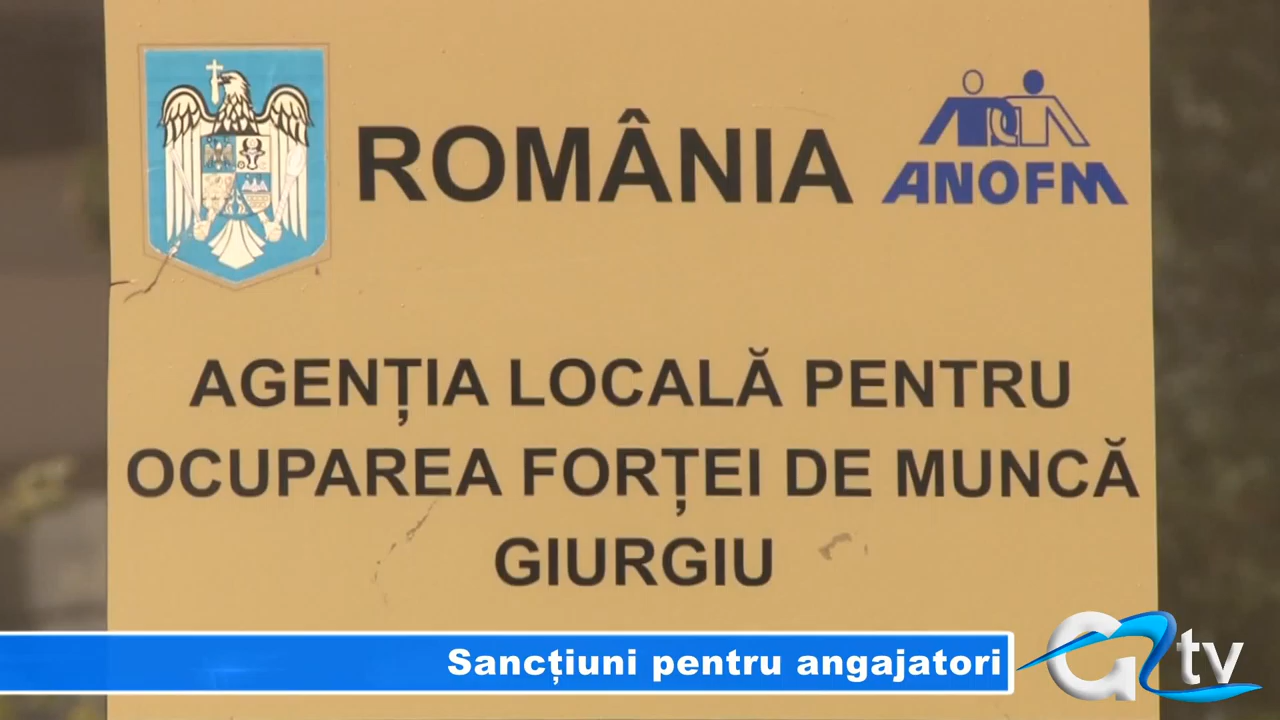 ROMÂNIA
ANOFM
AGENȚIA LOCALĂ PENTRU
OCUPAREA FORȚEI DE MUNCĂ
GIURGIU
Sancțiuni pentru angajatori
G tv